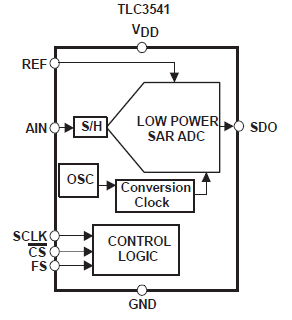 TLC3541
VDD
REF
AIN
S/H
LOW POWER
SAR ADC
SDO
OSC
Conversion
Clock
SCLK
CS
FS
CONTROL
LOGIC
GND